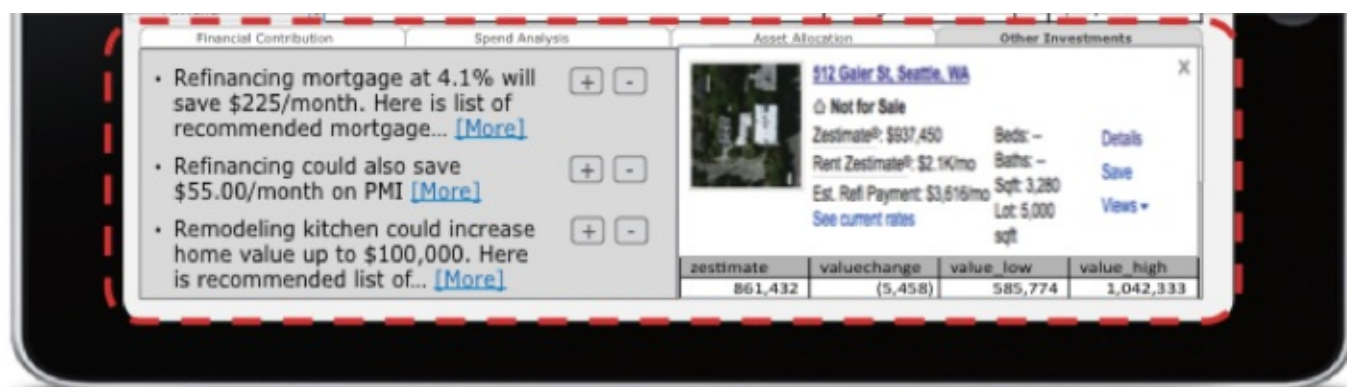 Financial Contribution
Spend Analysis
Asset Allocation
Other Investments
• Refinancing mortgage at 4.1% will
save $225/month. Here is list of
recommended mortgage... [More]
+ -
• Refinancing could also save
$55.00/month on PMI [More]
+ -
• Remodeling kitchen could increase
home value up to $100,000. Here
is recommended list of... [More]
+ -
512 Galer St, Seattle, WA
X
Not for Sale
Zestimate®: $937,450
Rent Zestimate®: $2.1K/mo
Est. Refi Payment: $3,616/mo
See current rates
Beds: –
Baths: –
Sqft: 3,280
Lot: 5,000
sqft
Details
Save
Views
zestimate valuechange value_low value_high
861,432 (5,458) 585,774 1,042,333